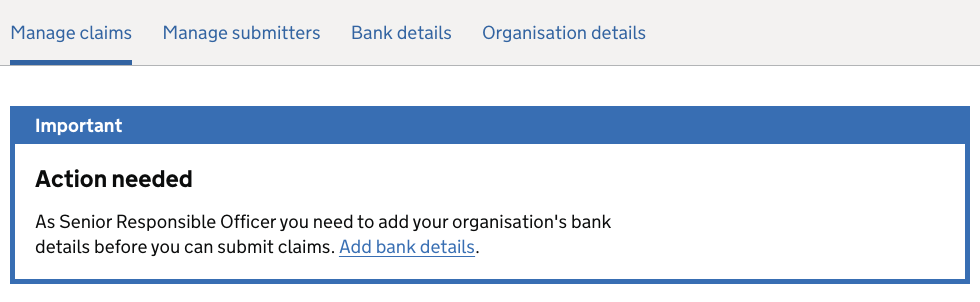 Manage claims Manage submitters Bank details Organisation details
Important
Action needed
As Senior Responsible Officer you need to add your organisation's bank
details before you can submit claims. Add bank details.